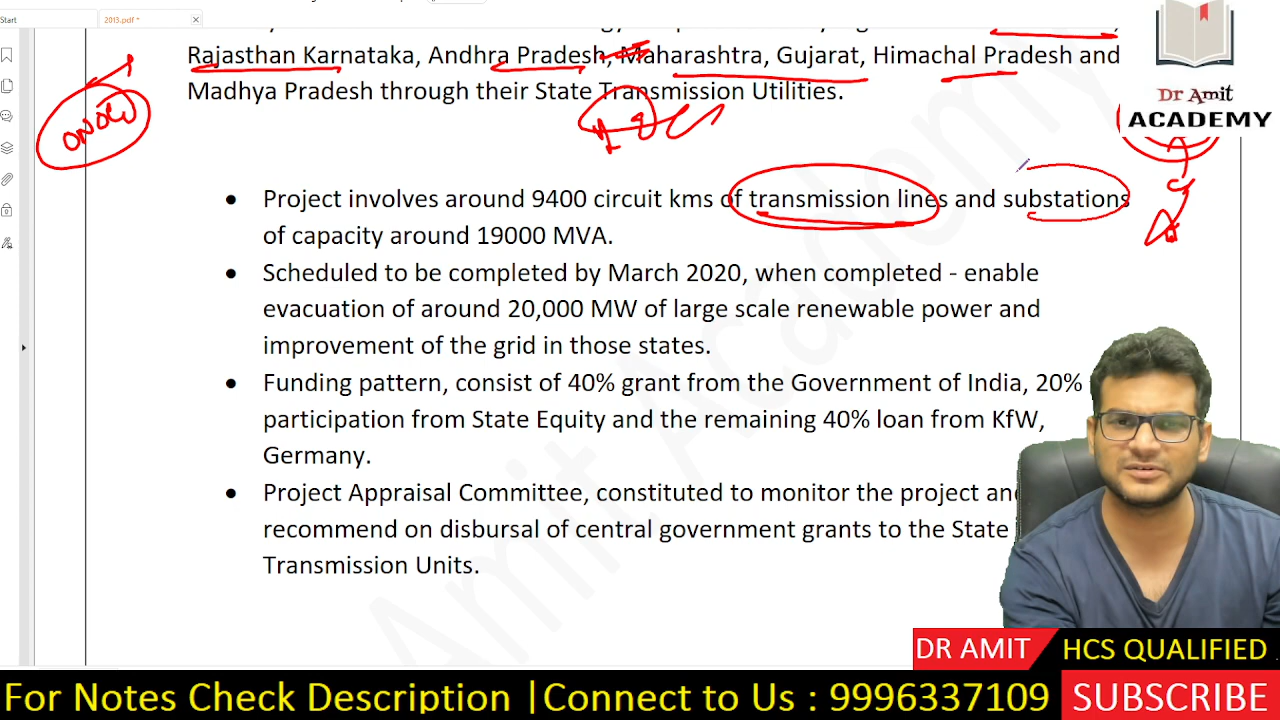 Start
2013.pdf *
Rajasthan Karnataka, Andhra Pradesh, Maharashtra, Gujarat, Himachal Pradesh and
Madhya Pradesh through their State Transmission Utilities.
Dr Amit
ACADEMY
• Project involves around 9400 circuit kms of transmission lines and substations
of capacity around 19000 MVA.
• Scheduled to be completed by March 2020, when completed - enable
evacuation of around 20,000 MW of large scale renewable power and
improvement of the grid in those states.
• Funding pattern, consist of 40% grant from the Government of India, 20%
participation from State Equity and the remaining 40% loan from KfW,
Germany.
• Project Appraisal Committee, constituted to monitor the project and
recommend on disbursal of central government grants to the State
Transmission Units.
Amit Academy
DR AMIT
HCS QUALIFIED
For Notes Check Description | Connect to Us : 9996337109
SUBSCRIBE